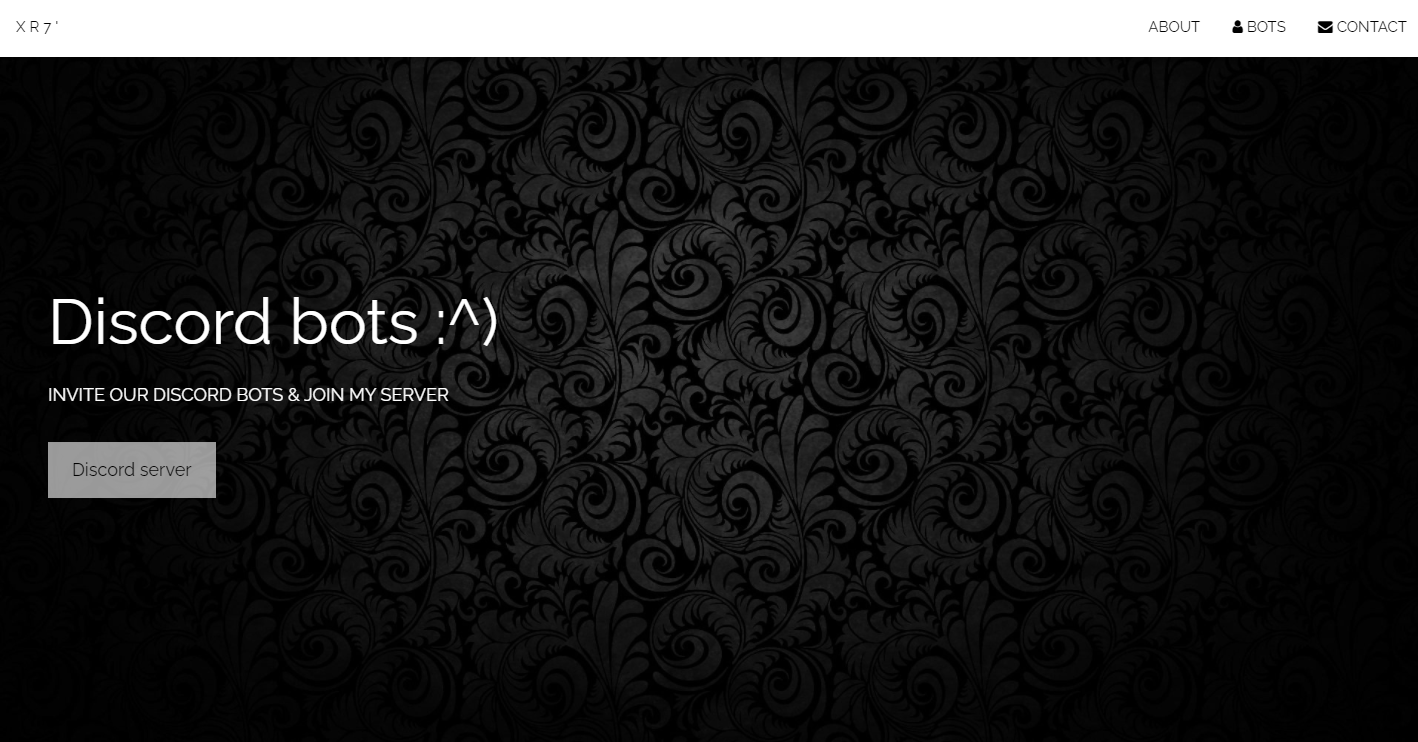 X R 7 '
ABOUT
BOTS
CONTACT
Discord bots :^)
INVITE OUR DISCORD BOTS & JOIN MY SERVER
Discord server